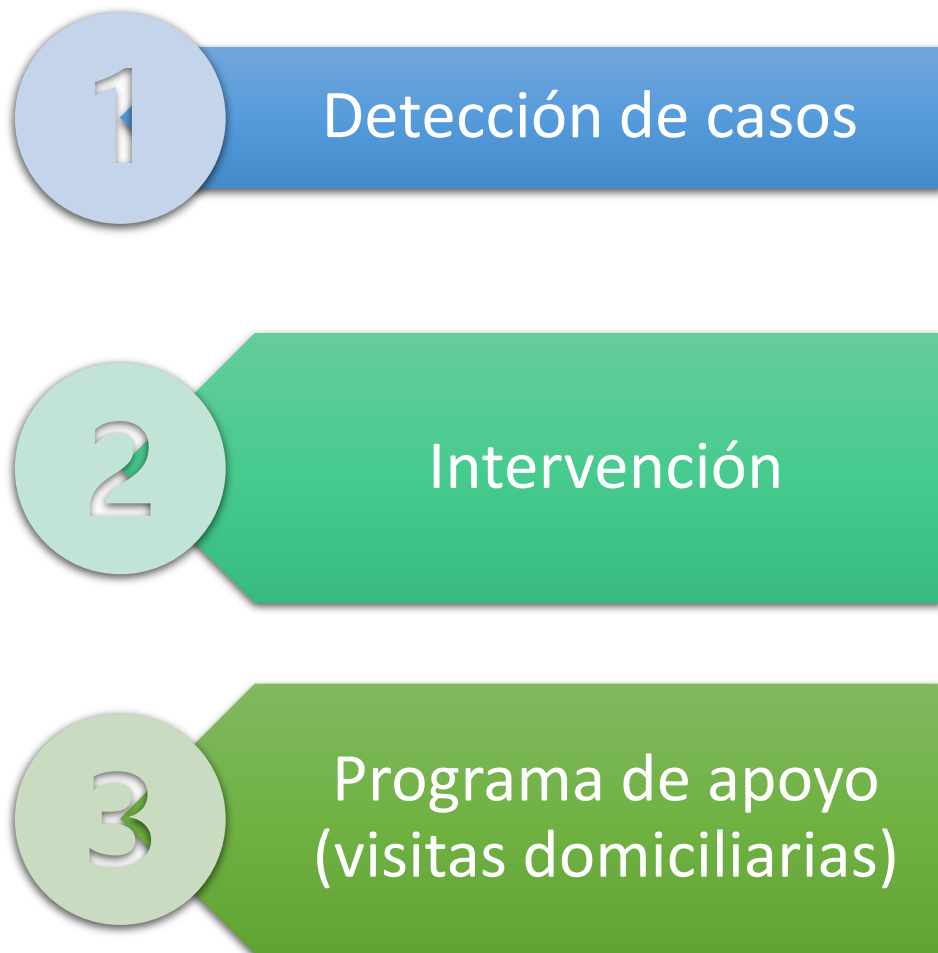 1
Detección de casos
2
Intervención
3
Programa de apoyo
(visitas domiciliarias)